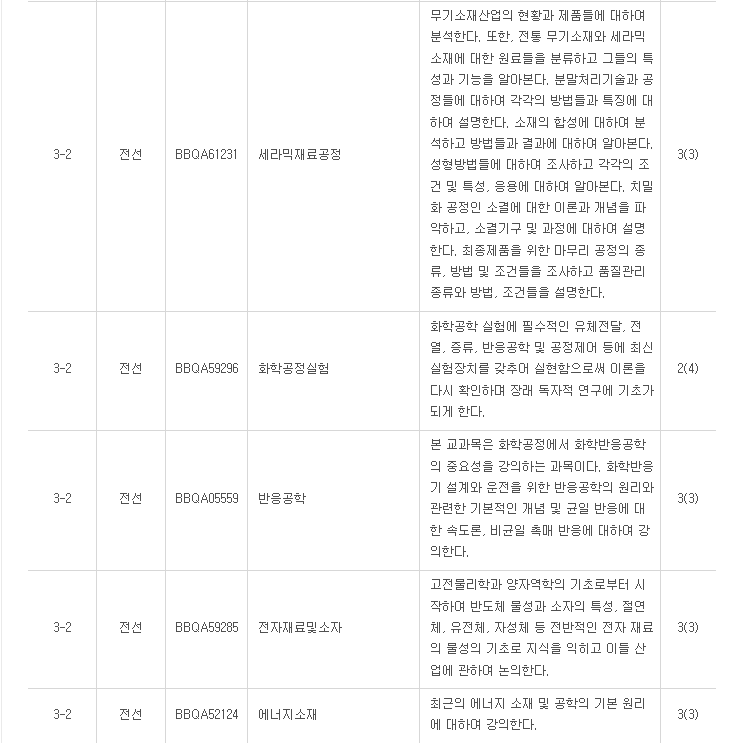 무기소재산업의 현황과 제품들에 대하여
분석한다. 또한, 전통 무기소재와 세라믹
소재에 대한 원료들을 분류하고 그들의 특
성과 기능을 알아본다. 분말처리기술과 공
정들에 대하여 각각의 방법들과 특징에 대
하여 설명한다. 소재의 합성에 대하여 분
석하고 방법들과 결과에 대하여 알아본다.
3-2 전선 BBQA61231 세라믹재료공정 3(3)
성형방법들에 대하여 조사하고 각각의 조
건 및 특성, 응용에 대하여 알아본다. 치밀
화 공정인 소결에 대한 이론과 개념을 파
악하고, 소결기구 및 과정에 대하여 설명
한다. 최종제품을 위한 마무리 공정의 종
류, 방법 및 조건들을 조사하고 품질관리
종류와 방법, 조건들을 설명한다.
화학공학 실험에 필수적인 유체전달, 전
열, 증류, 반응공학 및 공정제어 등에 최신
3-2 전선 BBQA59296 화학공정실험 실험장치를 갖추어 실현함으로써 이론을 2(4)
다시 확인하며 장래 독자적 연구에 기초가
되게 한다.
본 교과목은 화학공정에서 화학반응공학
의 중요성을 강의하는 과목이다. 화학반응
기 설계와 운전을 위한 반응공학의 원리와
3-2 전선 BBQA05559 반응공학 3(3)
관련한 기본적인 개념 및 균일 반응에 대
한 속도론, 비균일 촉매 반응에 대하여 강
의한다.
고전물리학과 양자역학의 기초로부터 시
작하여 반도체 물성과 소자의 특성, 절연
3-2 전선 BBQA59285 전자재료및소자 체, 유전체, 자성체 등 전반적인 전자 재료 3(3)
의 물성의 기초로 지식을 익히고 이들 산
업에 관하여 논의한다.
최근의 에너지 소재 및 공학의 기본 원리
3-2 전선 BBQA52124 에너지소재 3(3)
에 대하여 강의한다.